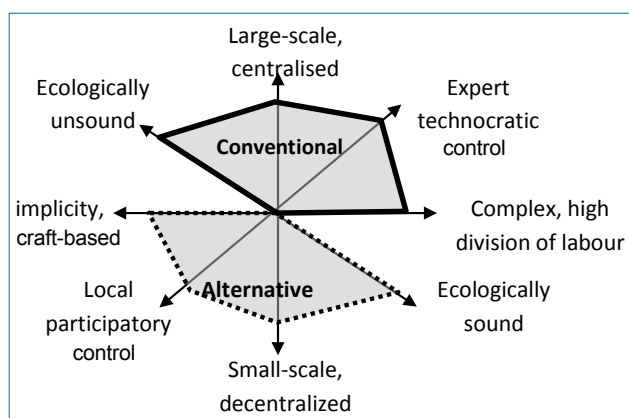 Large-scale,
centralised
Expert
technocratic
control
Ecologically
unsound
Conventional
implicity,
craft-based
Complex, high
division of labour
Alternative
Local
participatory
control
Ecologically
sound
Small-scale,
decentralized